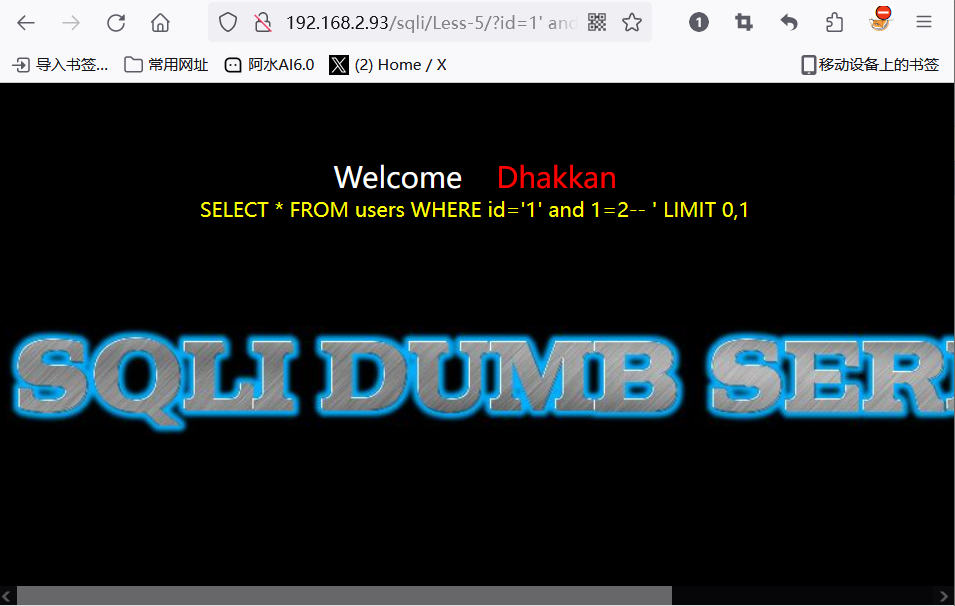 192.168.2.93/sqli/Less-5/?id=1' and
1
导入书签... 常用网址 阿水AI6.0 (2) Home / X 移动设备上的书签
Welcome Dhakkan
SELECT * FROM users WHERE id='1' and 1=2-- ' LIMIT 0,1
SQLI DUMB SERI